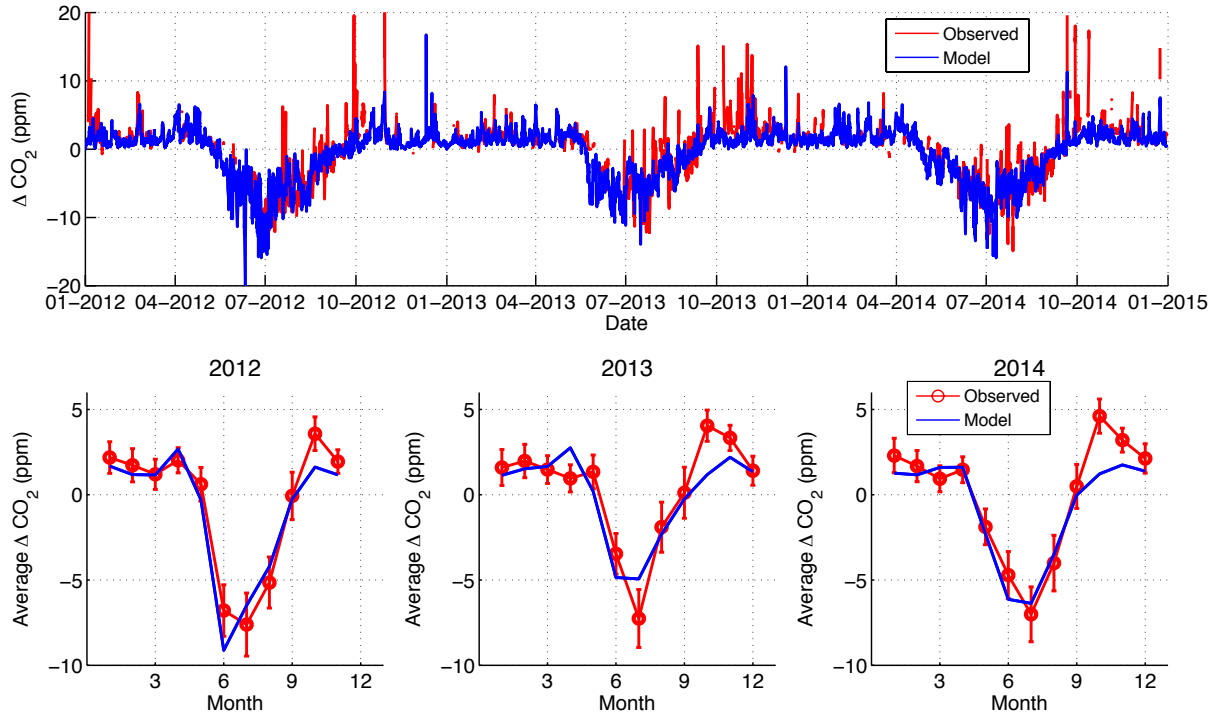 20
10
0
−10
−20
Δ CO2 (ppm)
Observed
Model
01−2012 04−2012 07−2012 10−2012 01−2013 04−2013 07−2013 10−2013 01−2014 04−2014 07−2014 10−2014 01−2015
Date
2012
5
0
−5
−10
Average Δ CO2 (ppm)
3 6 9 12
Month
2013
5
0
−5
−10
Average Δ CO2 (ppm)
3 6 9 12
Month
2014
Observed
Model
5
0
−5
−10
Average Δ CO2 (ppm)
3 6 9 12
Month